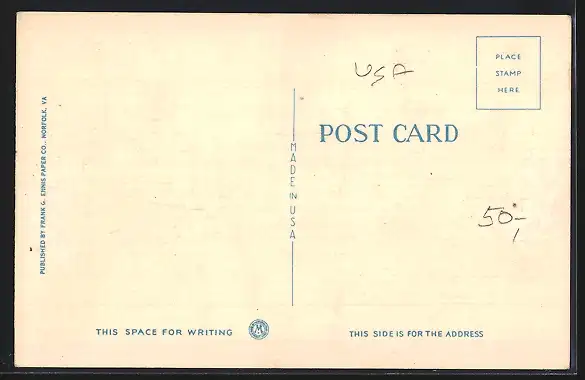 PUBLISHED BY FRANK G. ENNIS PAPER CO., NORFOLK, VA
THIS SPACE FOR WRITING
MADE IN USA
USA
POST CARD
PLACE
STAMP
HERE
50,-
THIS SIDE IS FOR THE ADDRESS